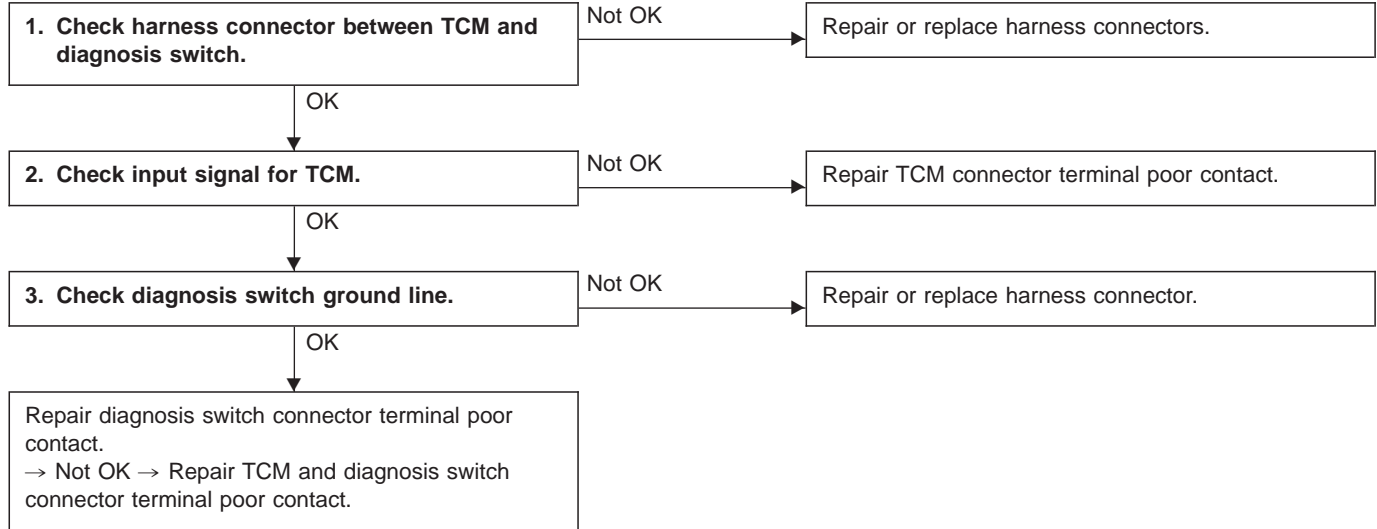 1. Check harness connector between TCM and
diagnosis switch.
Not OK
Repair or replace harness connectors.
OK
2. Check input signal for TCM.
Not OK
Repair TCM connector terminal poor contact.
OK
3. Check diagnosis switch ground line.
Not OK
Repair or replace harness connector.
OK
Repair diagnosis switch connector terminal poor
contact.
→ Not OK → Repair TCM and diagnosis switch
connector terminal poor contact.